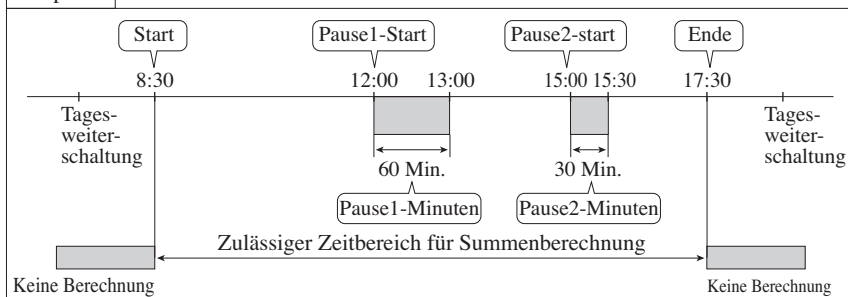 Start Pause1-Start Pause2-start Ende
8:30 12:00 13:00 15:00 15:30 17:30
Tages-
weiter-
schaltung
Tages-
weiter-
schaltung
60 Min. 30 Min.
Pause1-Minuten Pause2-Minuten
Zulässiger Zeitbereich für Summenberechnung
Keine Berechnung Keine Berechnung